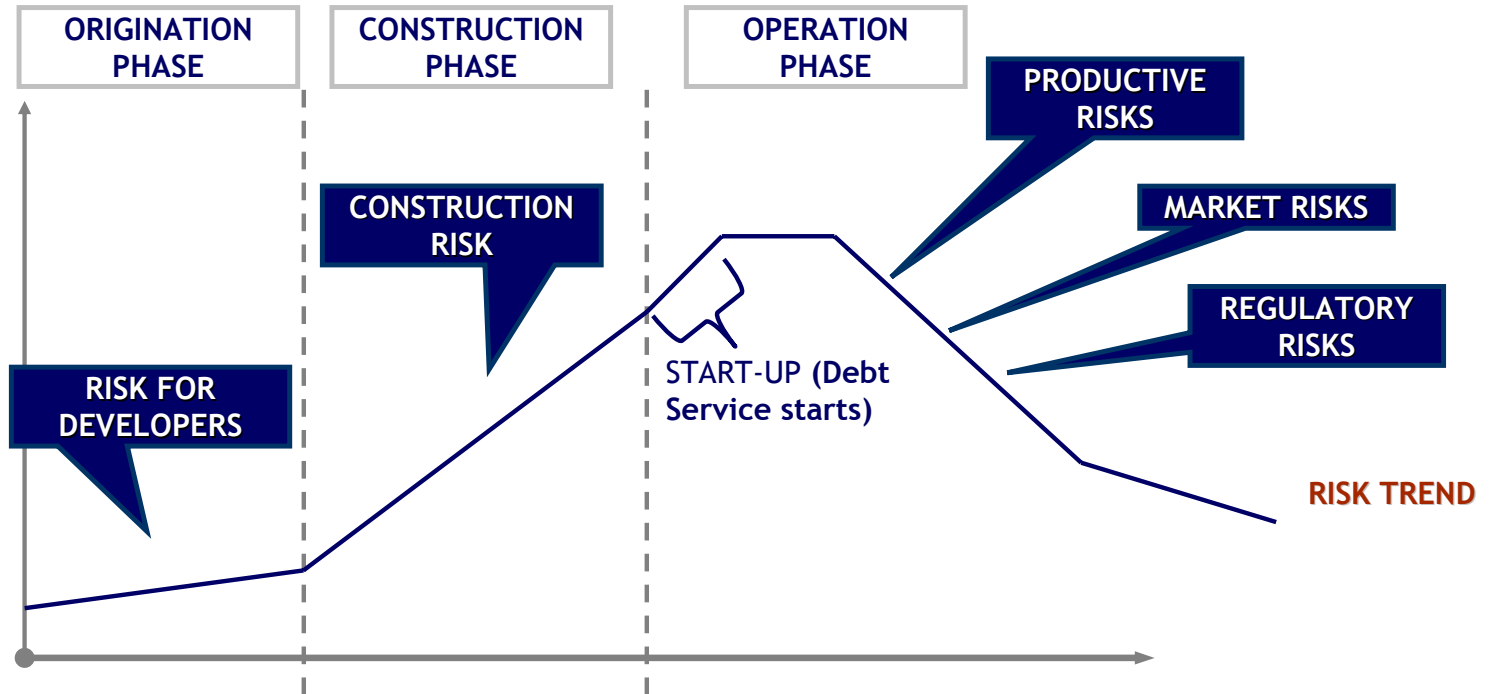 ORIGINATION
PHASE
CONSTRUCTION
PHASE
OPERATION
PHASE
PRODUCTIVE
RISKS
CONSTRUCTION
RISK
MARKET RISKS
REGULATORY
RISKS
RISK FOR
DEVELOPERS
START-UP (Debt
Service starts)
RISK TREND